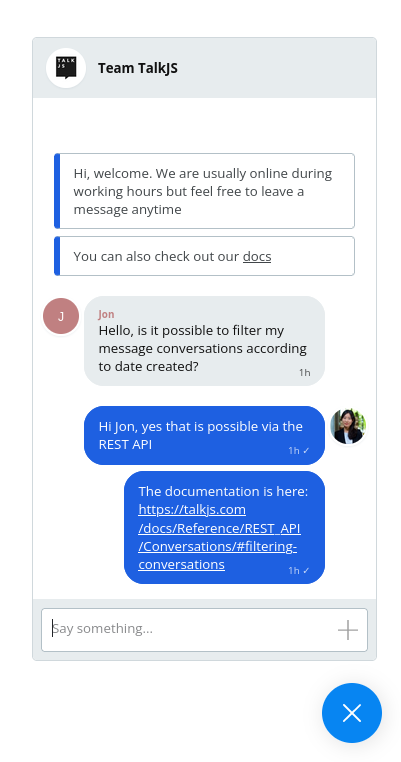 TALK
JS
Team TalkJS
Hi, welcome. We are usually online during
working hours but feel free to leave a
message anytime
You can also check out our docs
J
Jon
Hello, is it possible to filter my
message conversations according
to date created?
1h
Hi Jon, yes that is possible via the
REST API
1h ✓
The documentation is here:
https://talkjs.com
/docs/Reference/REST_API
/Conversations/#filtering-
conversations
1h ✓
Say something...